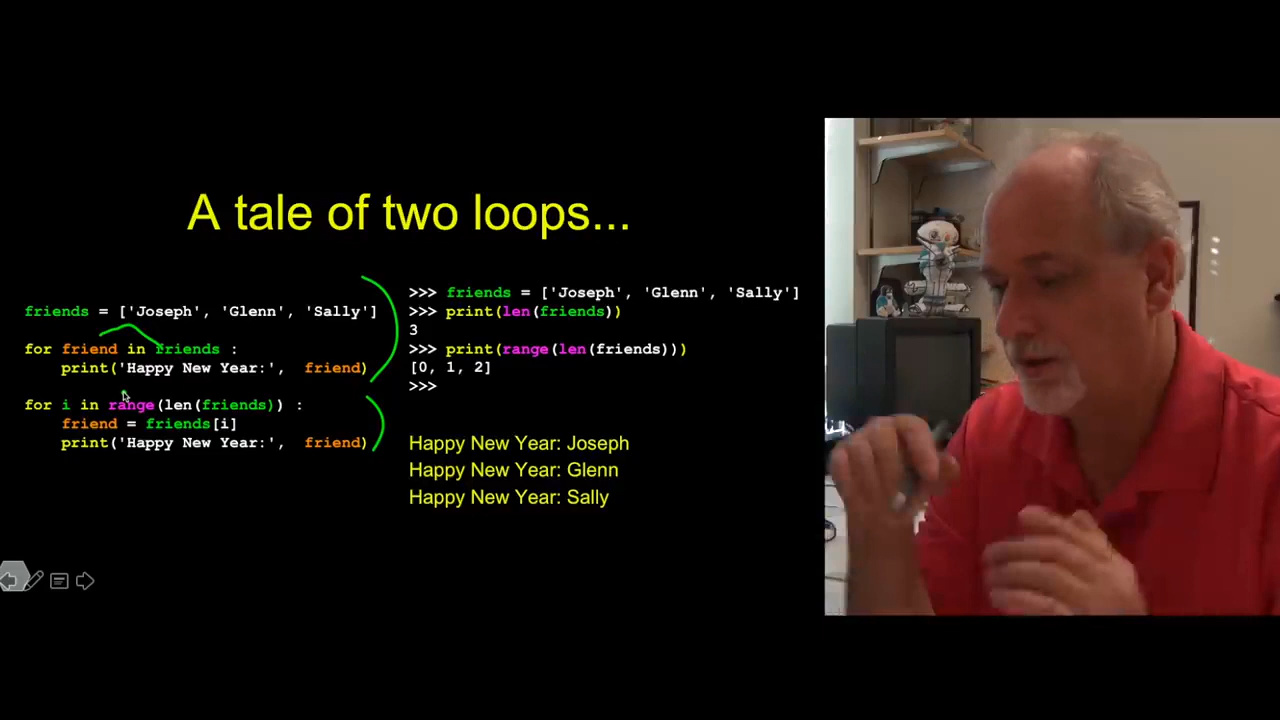 A tale of two loops...
friends = ['Joseph', 'Glenn', 'Sally']
for friend in friends :
    print('Happy New Year:',  friend)
for i in range(len(friends)) :
    friend = friends[i]
    print('Happy New Year:',  friend)
>>> friends = ['Joseph', 'Glenn', 'Sally']
>>> print(len(friends))
3
>>> print(range(len(friends)))
[0, 1, 2]
>>>
Happy New Year: Joseph
Happy New Year: Glenn
Happy New Year: Sally